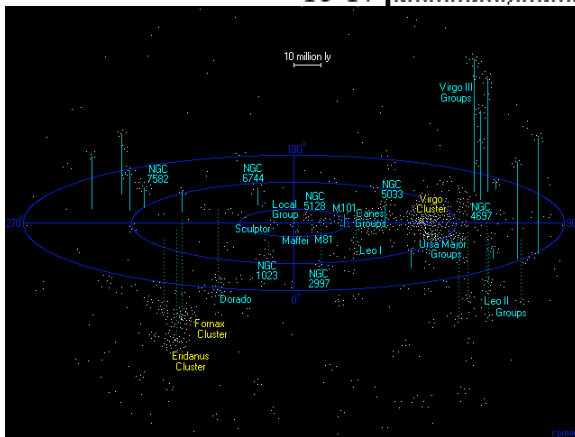 10 million ly
Virgo III
Groups
180°
NGC
7582
NGC
6744
NGC
5128
NGC
5033
Local
Group
M101
Canes
Groups
Virgo
Cluster
NGC
4697
270°
90
Sculptor
Maffei
M81
Leo I
Ursa Major
Groups
NGC
1023
NGC
2997
0°
Dorado
Leo II
Groups
Fornax
Cluster
Eridanus
Cluster